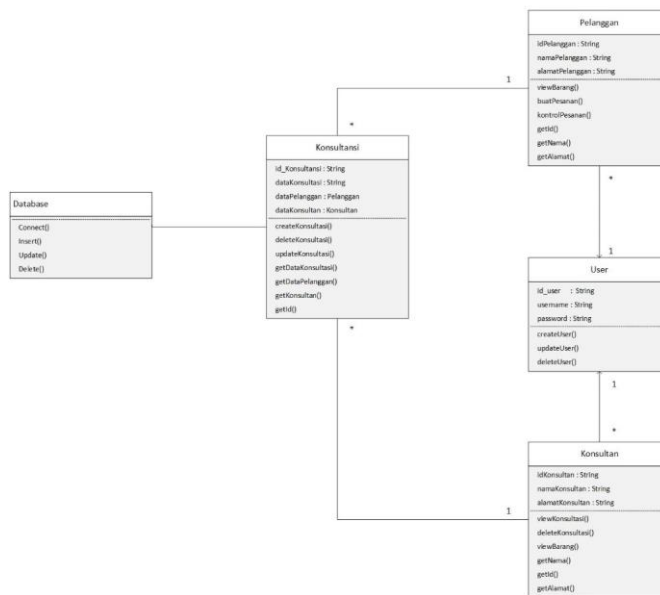 Pelanggan
idPelanggan : String
namaPelanggan : String
alamatPelanggan : String
viewBarang()
buatPesanan()
kontrolPesanan()
getId()
getNama()
getAlamat()
1
*
Konsultansi
id_Konsultansi : String
dataKonsultasi : String
dataPelanggan : Pelanggan
dataKonsultan : Konsultan
createKonsultasi()
deleteKonsultasi()
updateKonsultasi()
getDataKonsultasi()
getDataPelanggan()
getKonsultan()
getId()
*
Database
Connect()
Insert()
Update()
Delete()
*
1
User
id_user : String
username : String
password : String
createUser()
updateUser()
deleteUser()
1
*
Konsultan
idKonsultan : String
namaKonsultan : String
alamatKonsultan : String
viewKonsultasi()
deleteKonsultasi()
viewBarang()
getNama()
getId()
getAlamat()
1